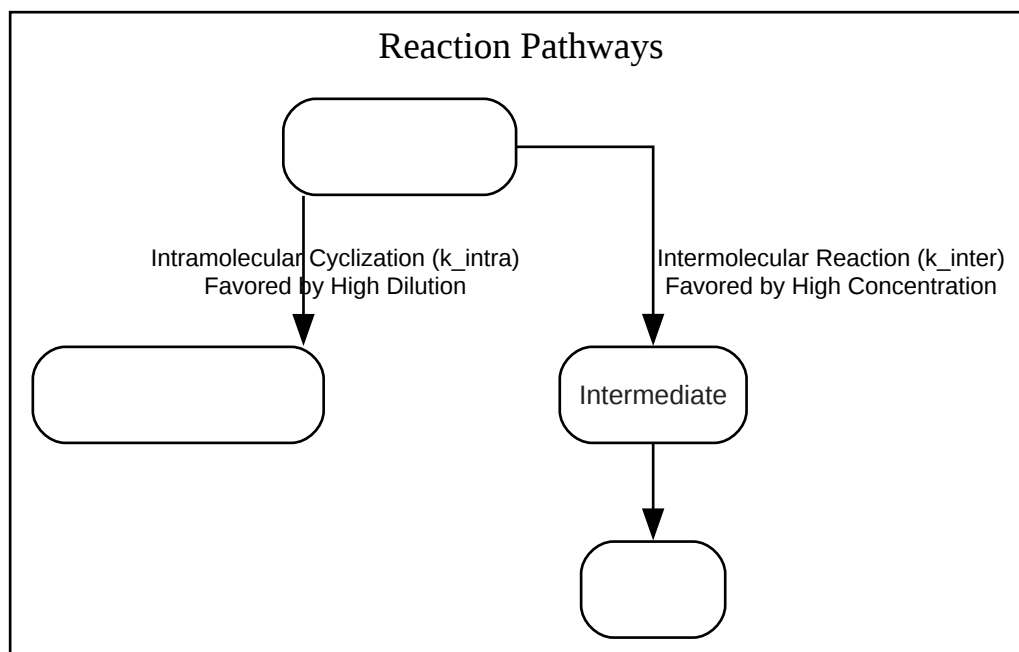 Reaction Pathways
Intramolecular Cyclization (k_intra)
Favored by High Dilution
Intermolecular Reaction (k_inter)
Favored by High Concentration
Intermediate